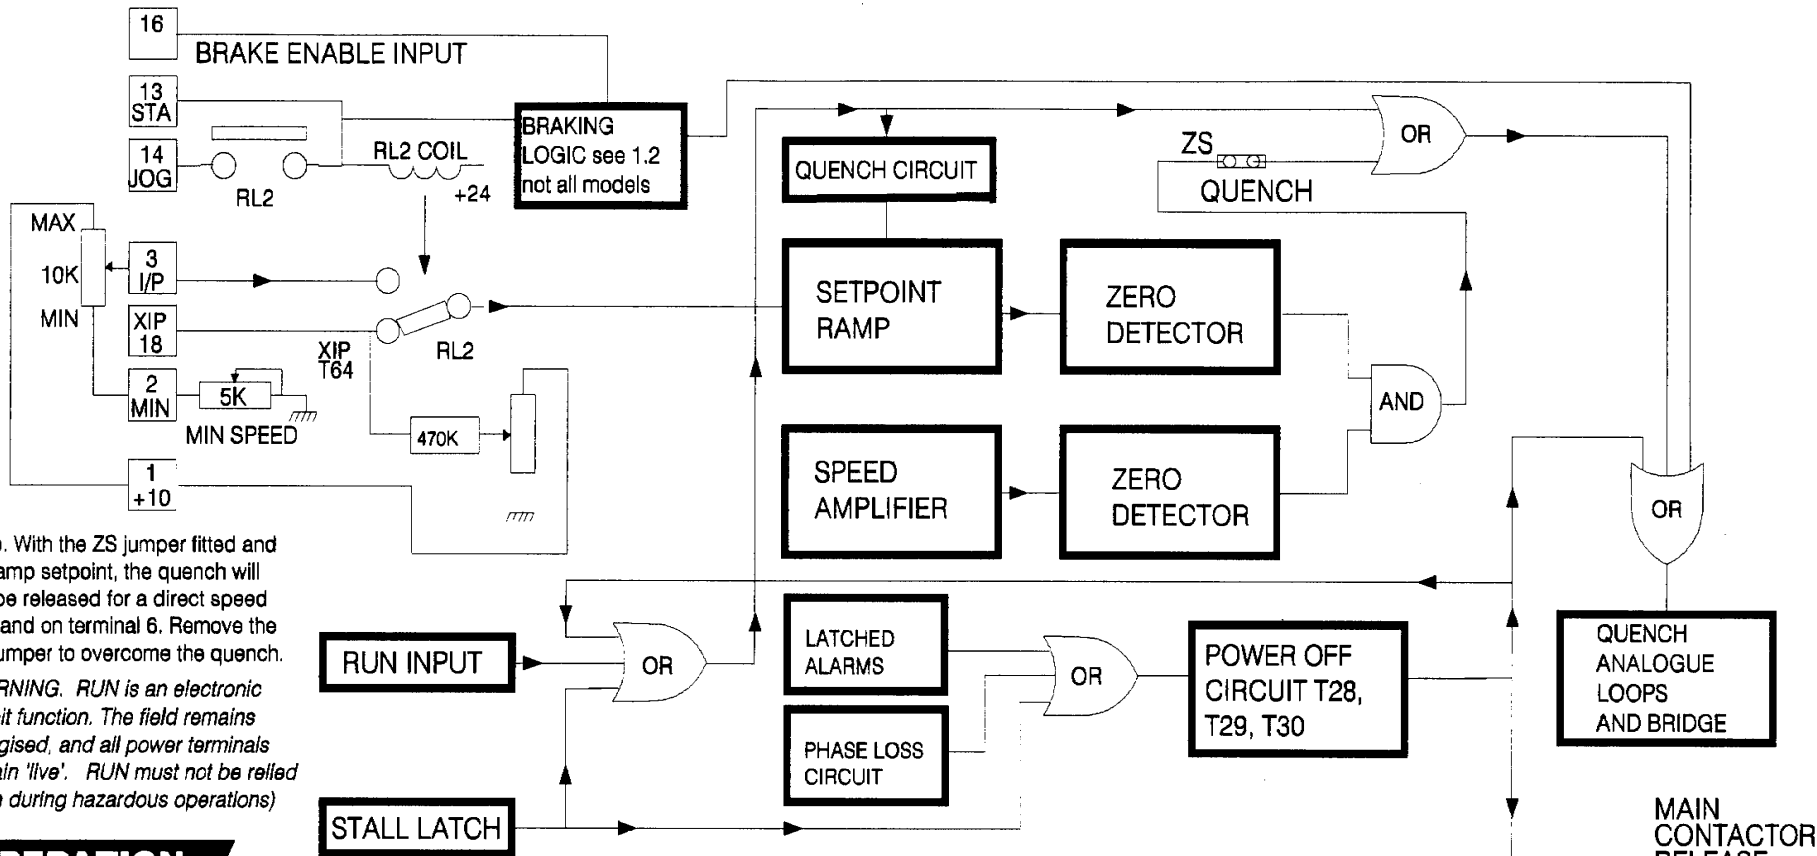 16
BRAKE ENABLE INPUT
13
STA
14
JOG
RL2
RL2 COIL
+24
BRAKING
LOGIC see 1.2
not all models
QUENCH CIRCUIT
ZS
QUENCH
OR
MAX
10K
MIN
3
I/P
XIP
18
XIP
T64
RL2
2
MIN
5K
MIN SPEED
470K
1
+10
SETPOINT
RAMP
ZERO
DETECTOR
AND
SPEED
AMPLIFIER
ZERO
DETECTOR
OR
. With the ZS jumper fitted and
amp setpoint, the quench will
be released for a direct speed
and on terminal 6. Remove the
umper to overcome the quench.
RNING. RUN is an electronic
it function. The field remains
gised, and all power terminals
ain 'live'. RUN must not be relied
during hazardous operations)
RUN INPUT
OR
LATCHED
ALARMS
PHASE LOSS
CIRCUIT
OR
POWER OFF
CIRCUIT T28,
T29, T30
QUENCH
ANALOGUE
LOOPS
AND BRIDGE
STALL LATCH
MAIN
CONTACTOR
RELEASE
PERATION